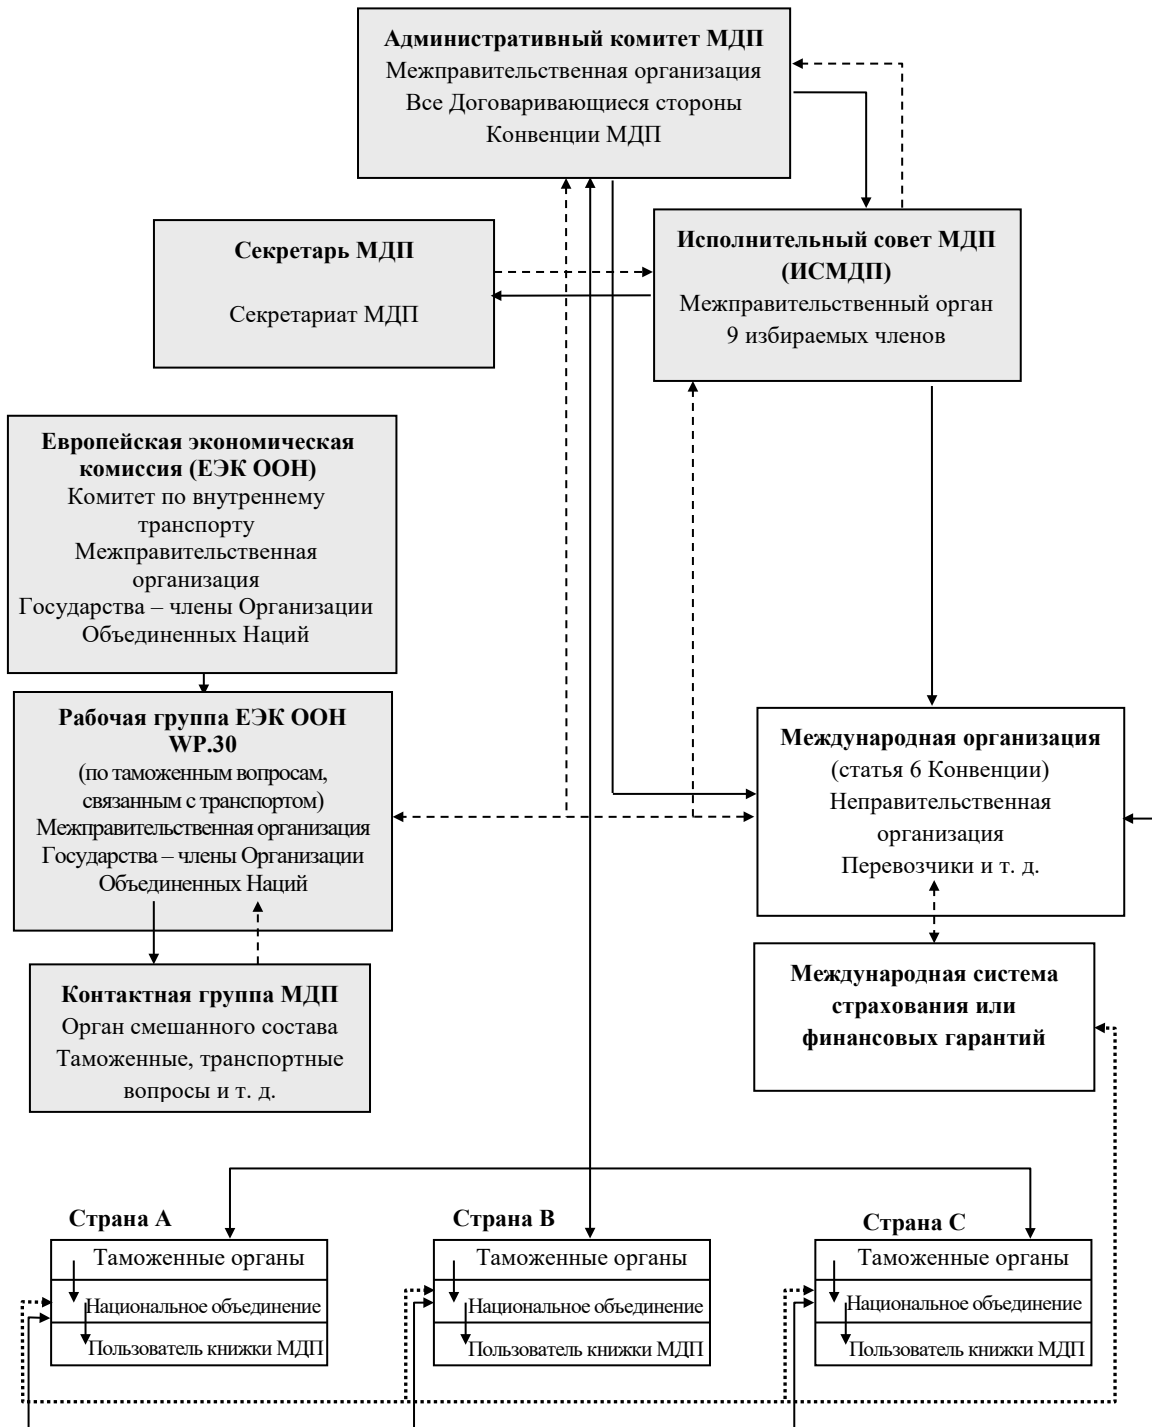 Административный комитет МДП
Межправительственная организация
Все Договаривающиеся стороны
Конвенции МДП
Секретарь МДП
Секретариат МДП
Исполнительный совет МДП
(ИСМДП)
Межправительственный орган
9 избираемых членов
Европейская экономическая
комиссия (ЕЭК ООН)
Комитет по внутреннему
транспорту
Межправительственная
организация
Государства – члены Организации
Объединенных Наций
Рабочая группа ЕЭК ООН
WP.30
(по таможенным вопросам,
связанным с транспортом)
Межправительственная организация
Государства – члены Организации
Объединенных Наций
Международная организация
(статья 6 Конвенции)
Неправительственная
организация
Перевозчики и т. д.
Контактная группа МДП
Орган смешанного состава
Таможенные, транспортные
вопросы и т. д.
Международная система
страхования или
финансовых гарантий
Страна A
Таможенные органы
Национальное объединение
Пользователь книжки МДП
Страна B
Таможенные органы
Национальное объединение
Пользователь книжки МДП
Страна C
Таможенные органы
Национальное объединение
Пользователь книжки МДП